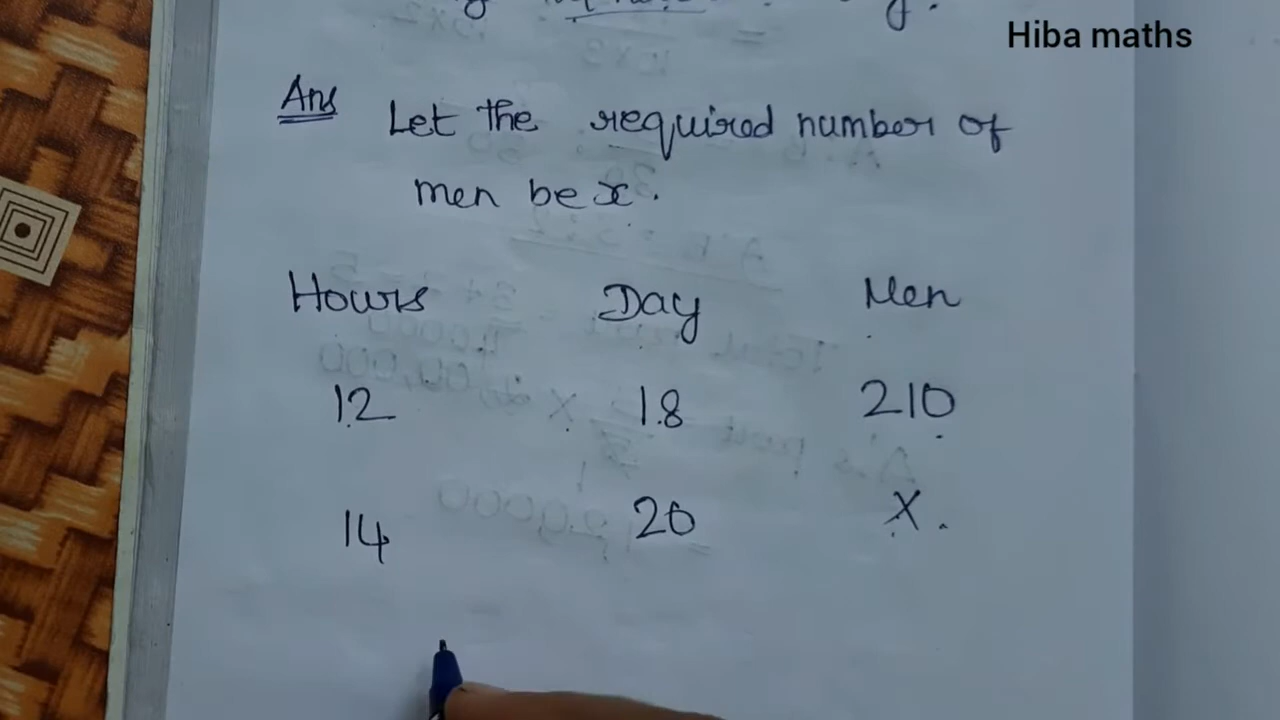 Hiba maths
Ans Let the required number of
men be x.
Hours Day Men
12 18 210
14 20 x.